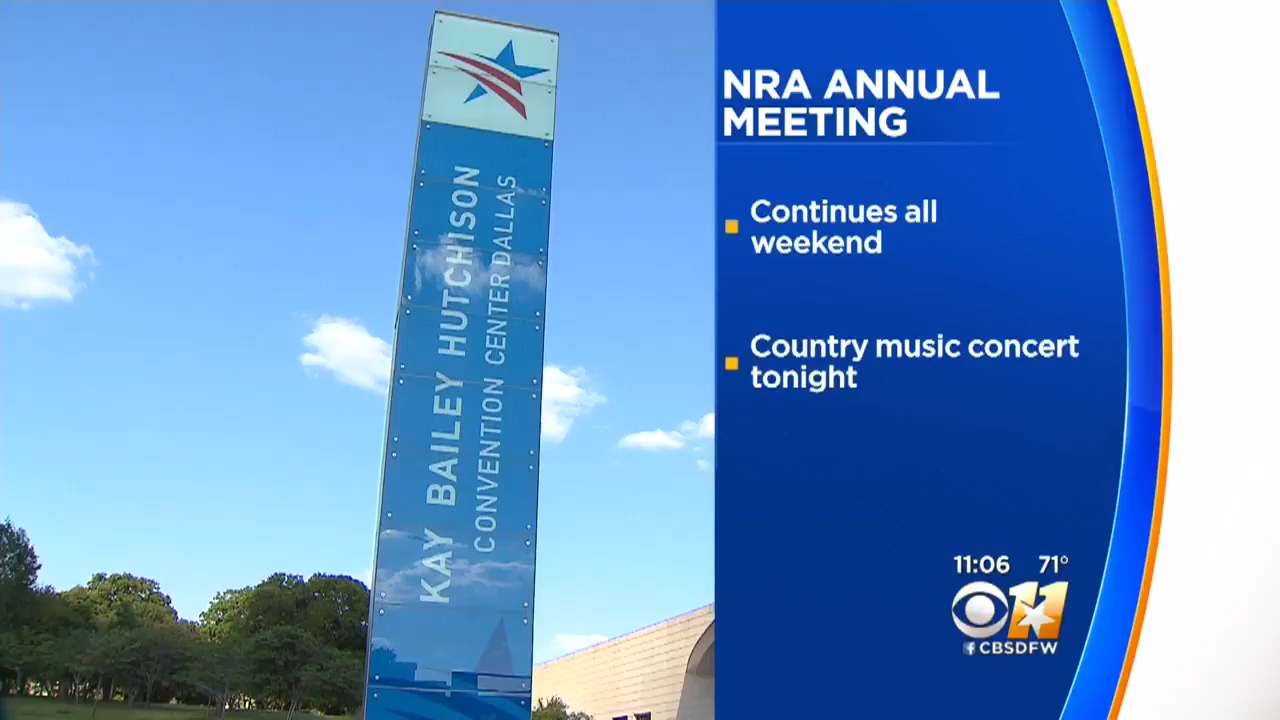 KAY BAILEY HUTCHISON
CONVENTION CENTER DALLAS
NRA ANNUAL
MEETING
Continues all
weekend
Country music concert
tonight
11:06 71°
11
f CBSDFW